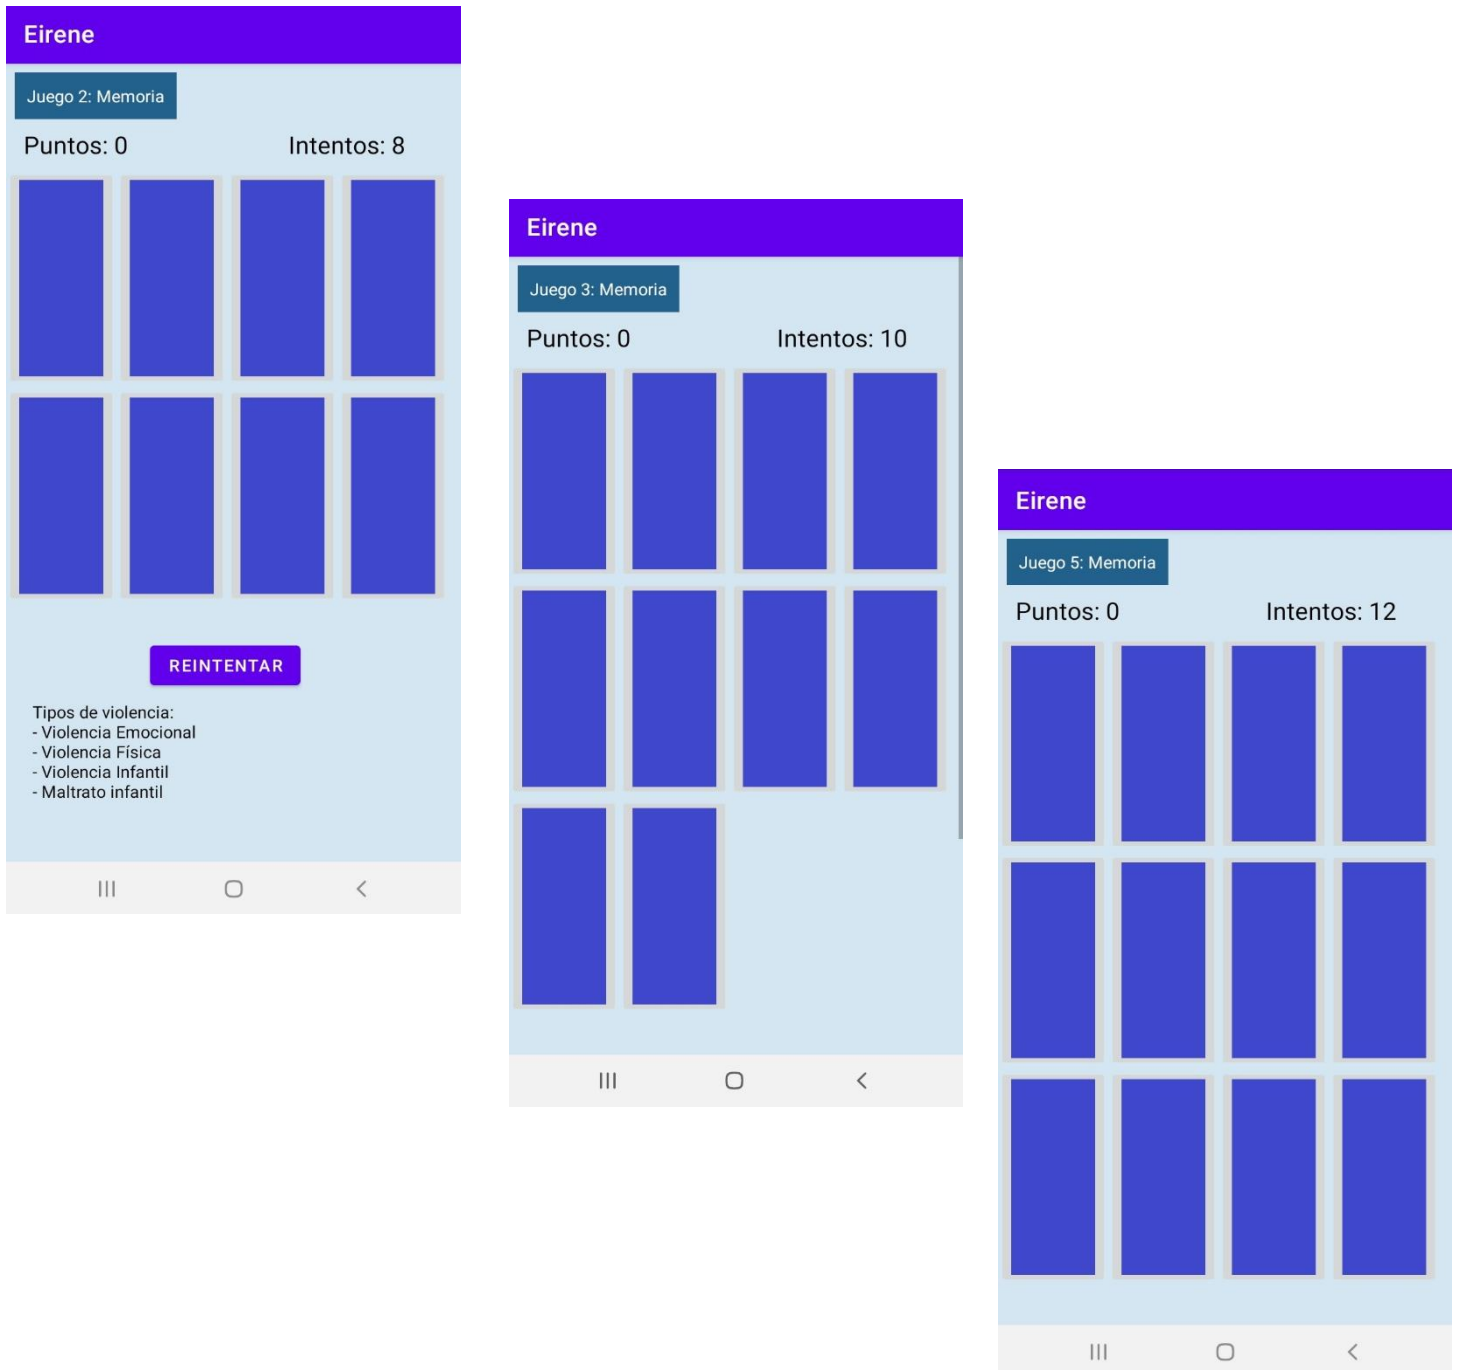 Eirene
Juego 2: Memoria
Puntos: 0 Intentos: 8
REINTENTAR
Tipos de violencia:
- Violencia Emocional
- Violencia Física
- Violencia Infantil
- Maltrato infantil
Eirene
Juego 3: Memoria
Puntos: 0 Intentos: 10
Eirene
Juego 5: Memoria
Puntos: 0 Intentos: 12